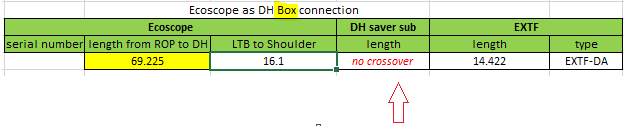 Ecoscope as DH Box connection
Ecoscope DH saver sub EXTF
serial number length from ROP to DH LTB to Shoulder length length type
69.225 16.1 no crossover 14.422 EXTF-DA